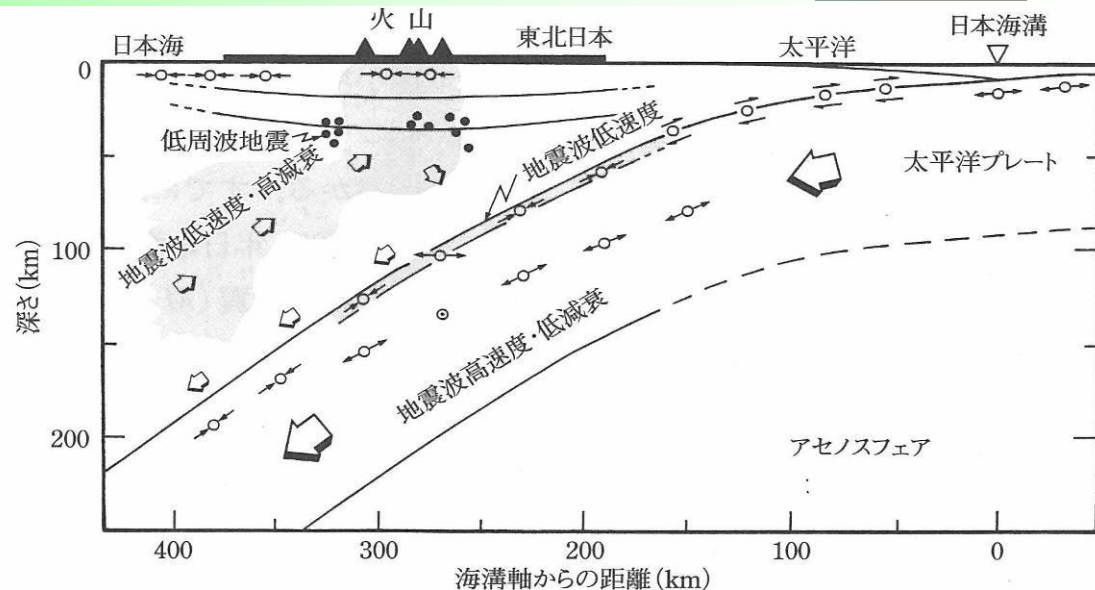 火 山
日本海
東北日本
太平洋
日本海溝
0
低周波地震
地震波低速度
太平洋プレート
地震波低速度・高減衰
100
深さ(km)
地震波高速度・低減衰
200
アセノスフェア
400
300
200
100
0
海溝軸からの距離(km)